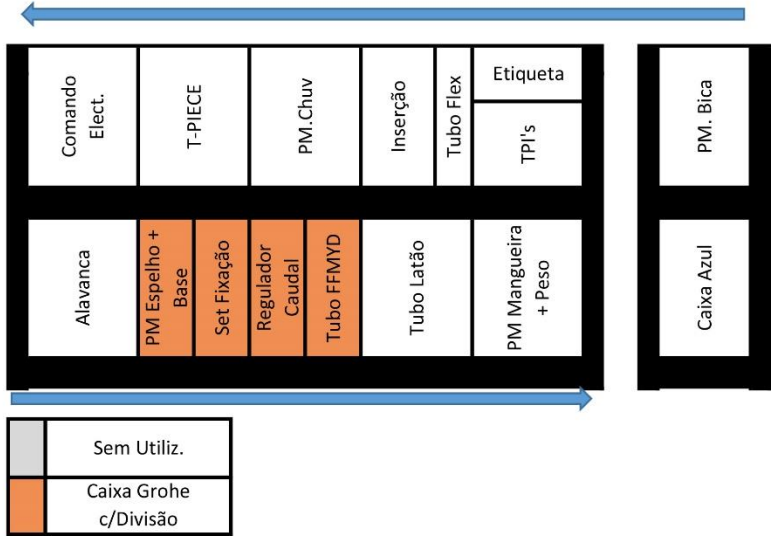 Comando
Elect.
T-PIECE
PM.Chuv
Inserção
Tubo Flex
Etiqueta
TPI's
PM. Bica
Alavanca
PM Espelho +
Base
Set Fixação
Regulador
Caudal
Tubo FFMYD
Tubo Latão
PM Mangueira
+ Peso
Caixa Azul
Sem Utiliz.
Caixa Grohe
c/Divisão